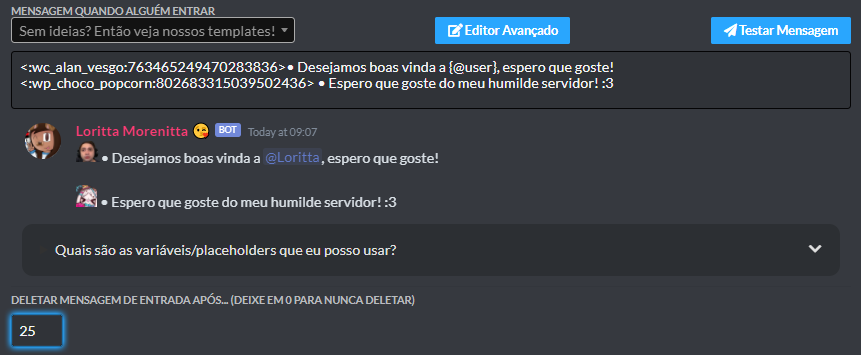 MENSAGEM QUANDO ALGUÉM ENTRAR
Sem ideias? Então veja nossos templates!
Editor Avançado
Testar Mensagem
<:wc_alan_vesgo:763465249470283836>• Desejamos boas vinda a {@user}, espero que goste!
<:wp_choco_popcorn:802683315039502436> • Espero que goste do meu humilde servidor! :3
Loritta Morenitta 😘 BOT Today at 09:07
• Desejamos boas vinda a @Loritta, espero que goste!
• Espero que goste do meu humilde servidor! :3
Quais são as variáveis/placeholders que eu posso usar?
DELETAR MENSAGEM DE ENTRADA APÓS... (DEIXE EM 0 PARA NUNCA DELETAR)
25